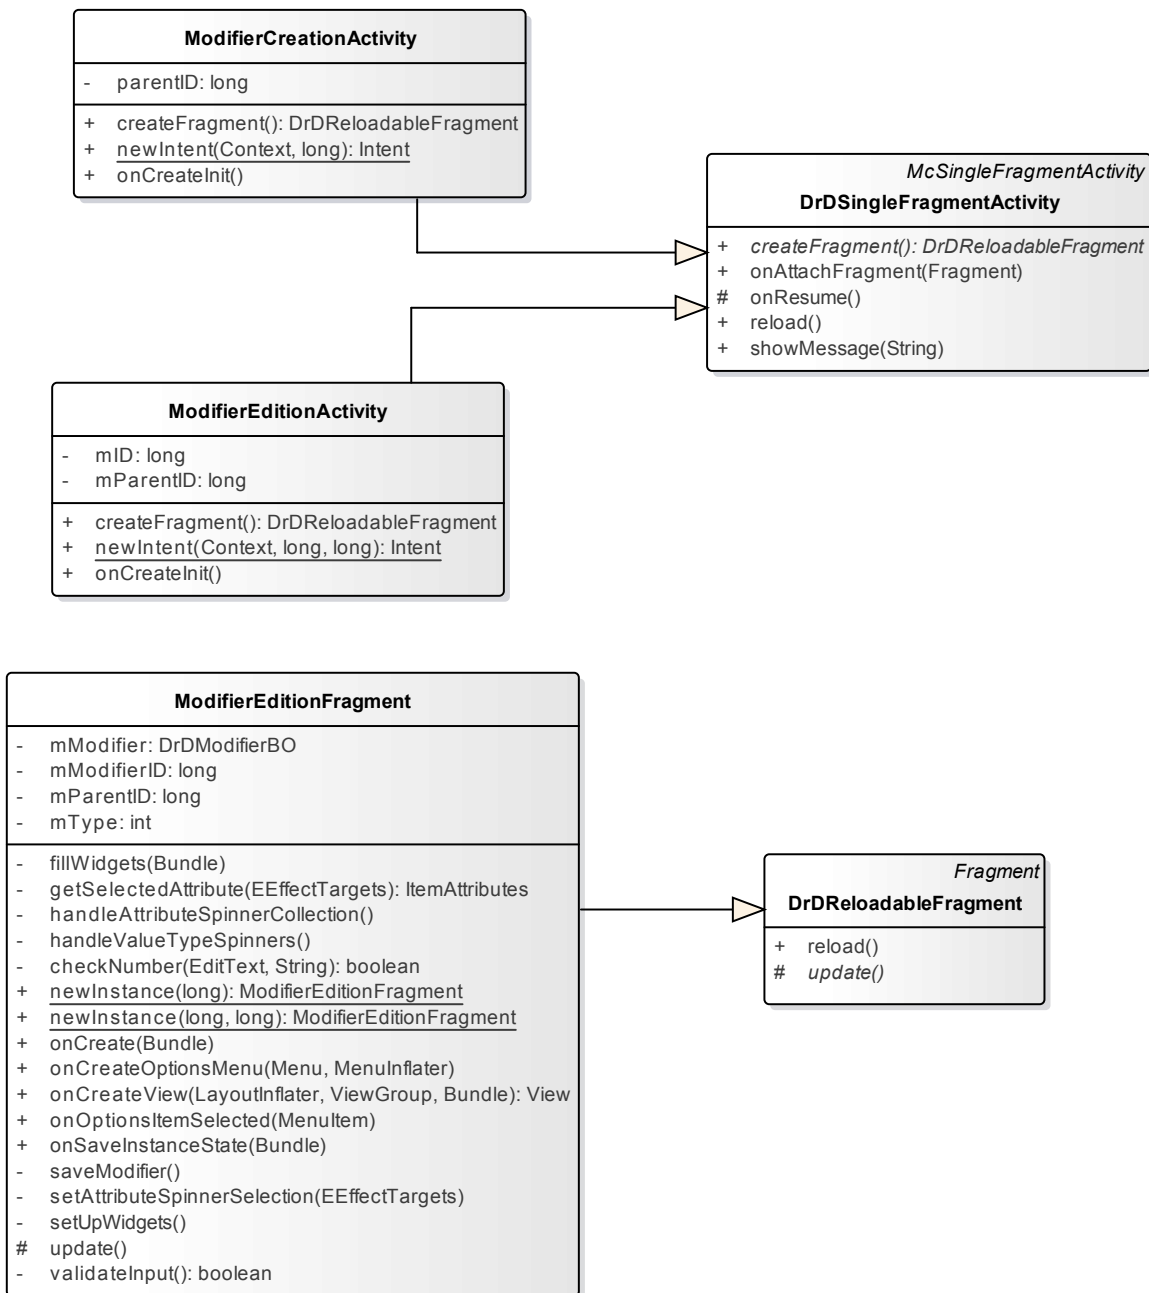 ModifierCreationActivity
- parentID: long
+ createFragment(): DrDReloadableFragment
+ newIntent(Context, long): Intent
+ onCreateInit()
McSingleFragmentActivity
DrDSingleFragmentActivity
+ createFragment(): DrDReloadableFragment
+ onAttachFragment(Fragment)
# onResume()
+ reload()
+ showMessage(String)
ModifierEditionActivity
- mID: long
- mParentID: long
+ createFragment(): DrDReloadableFragment
+ newIntent(Context, long, long): Intent
+ onCreateInit()
ModifierEditionFragment
- mModifier: DrDModifierBO
- mModifierID: long
- mParentID: long
- mType: int
- fillWidgets(Bundle)
- getSelectedAttribute(EEffectTargets): ItemAttributes
- handleAttributeSpinnerCollection()
- handleValueTypeSpinners()
- checkNumber(EditText, String): boolean
+ newInstance(long): ModifierEditionFragment
+ newInstance(long, long): ModifierEditionFragment
+ onCreate(Bundle)
+ onCreateOptionsMenu(Menu, MenuInflater)
+ onCreateView(LayoutInflater, ViewGroup, Bundle): View
+ onOptionsItemSelected(MenuItem)
+ onSaveInstanceState(Bundle)
- saveModifier()
- setAttributeSpinnerSelection(EEffectTargets)
- setUpWidgets()
# update()
- validateInput(): boolean
Fragment
DrDReloadableFragment
+ reload()
# update()